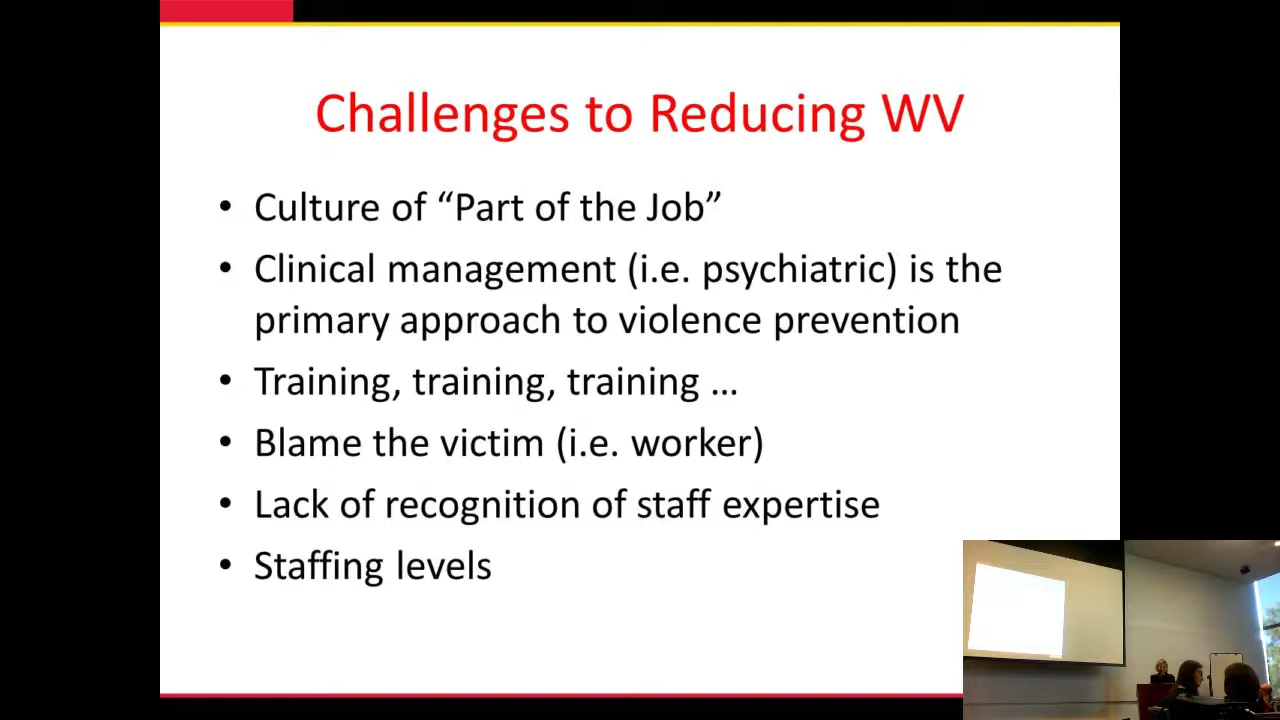 Challenges to Reducing WV
• Culture of “Part of the Job”
• Clinical management (i.e. psychiatric) is the
primary approach to violence prevention
• Training, training, training …
• Blame the victim (i.e. worker)
• Lack of recognition of staff expertise
• Staffing levels